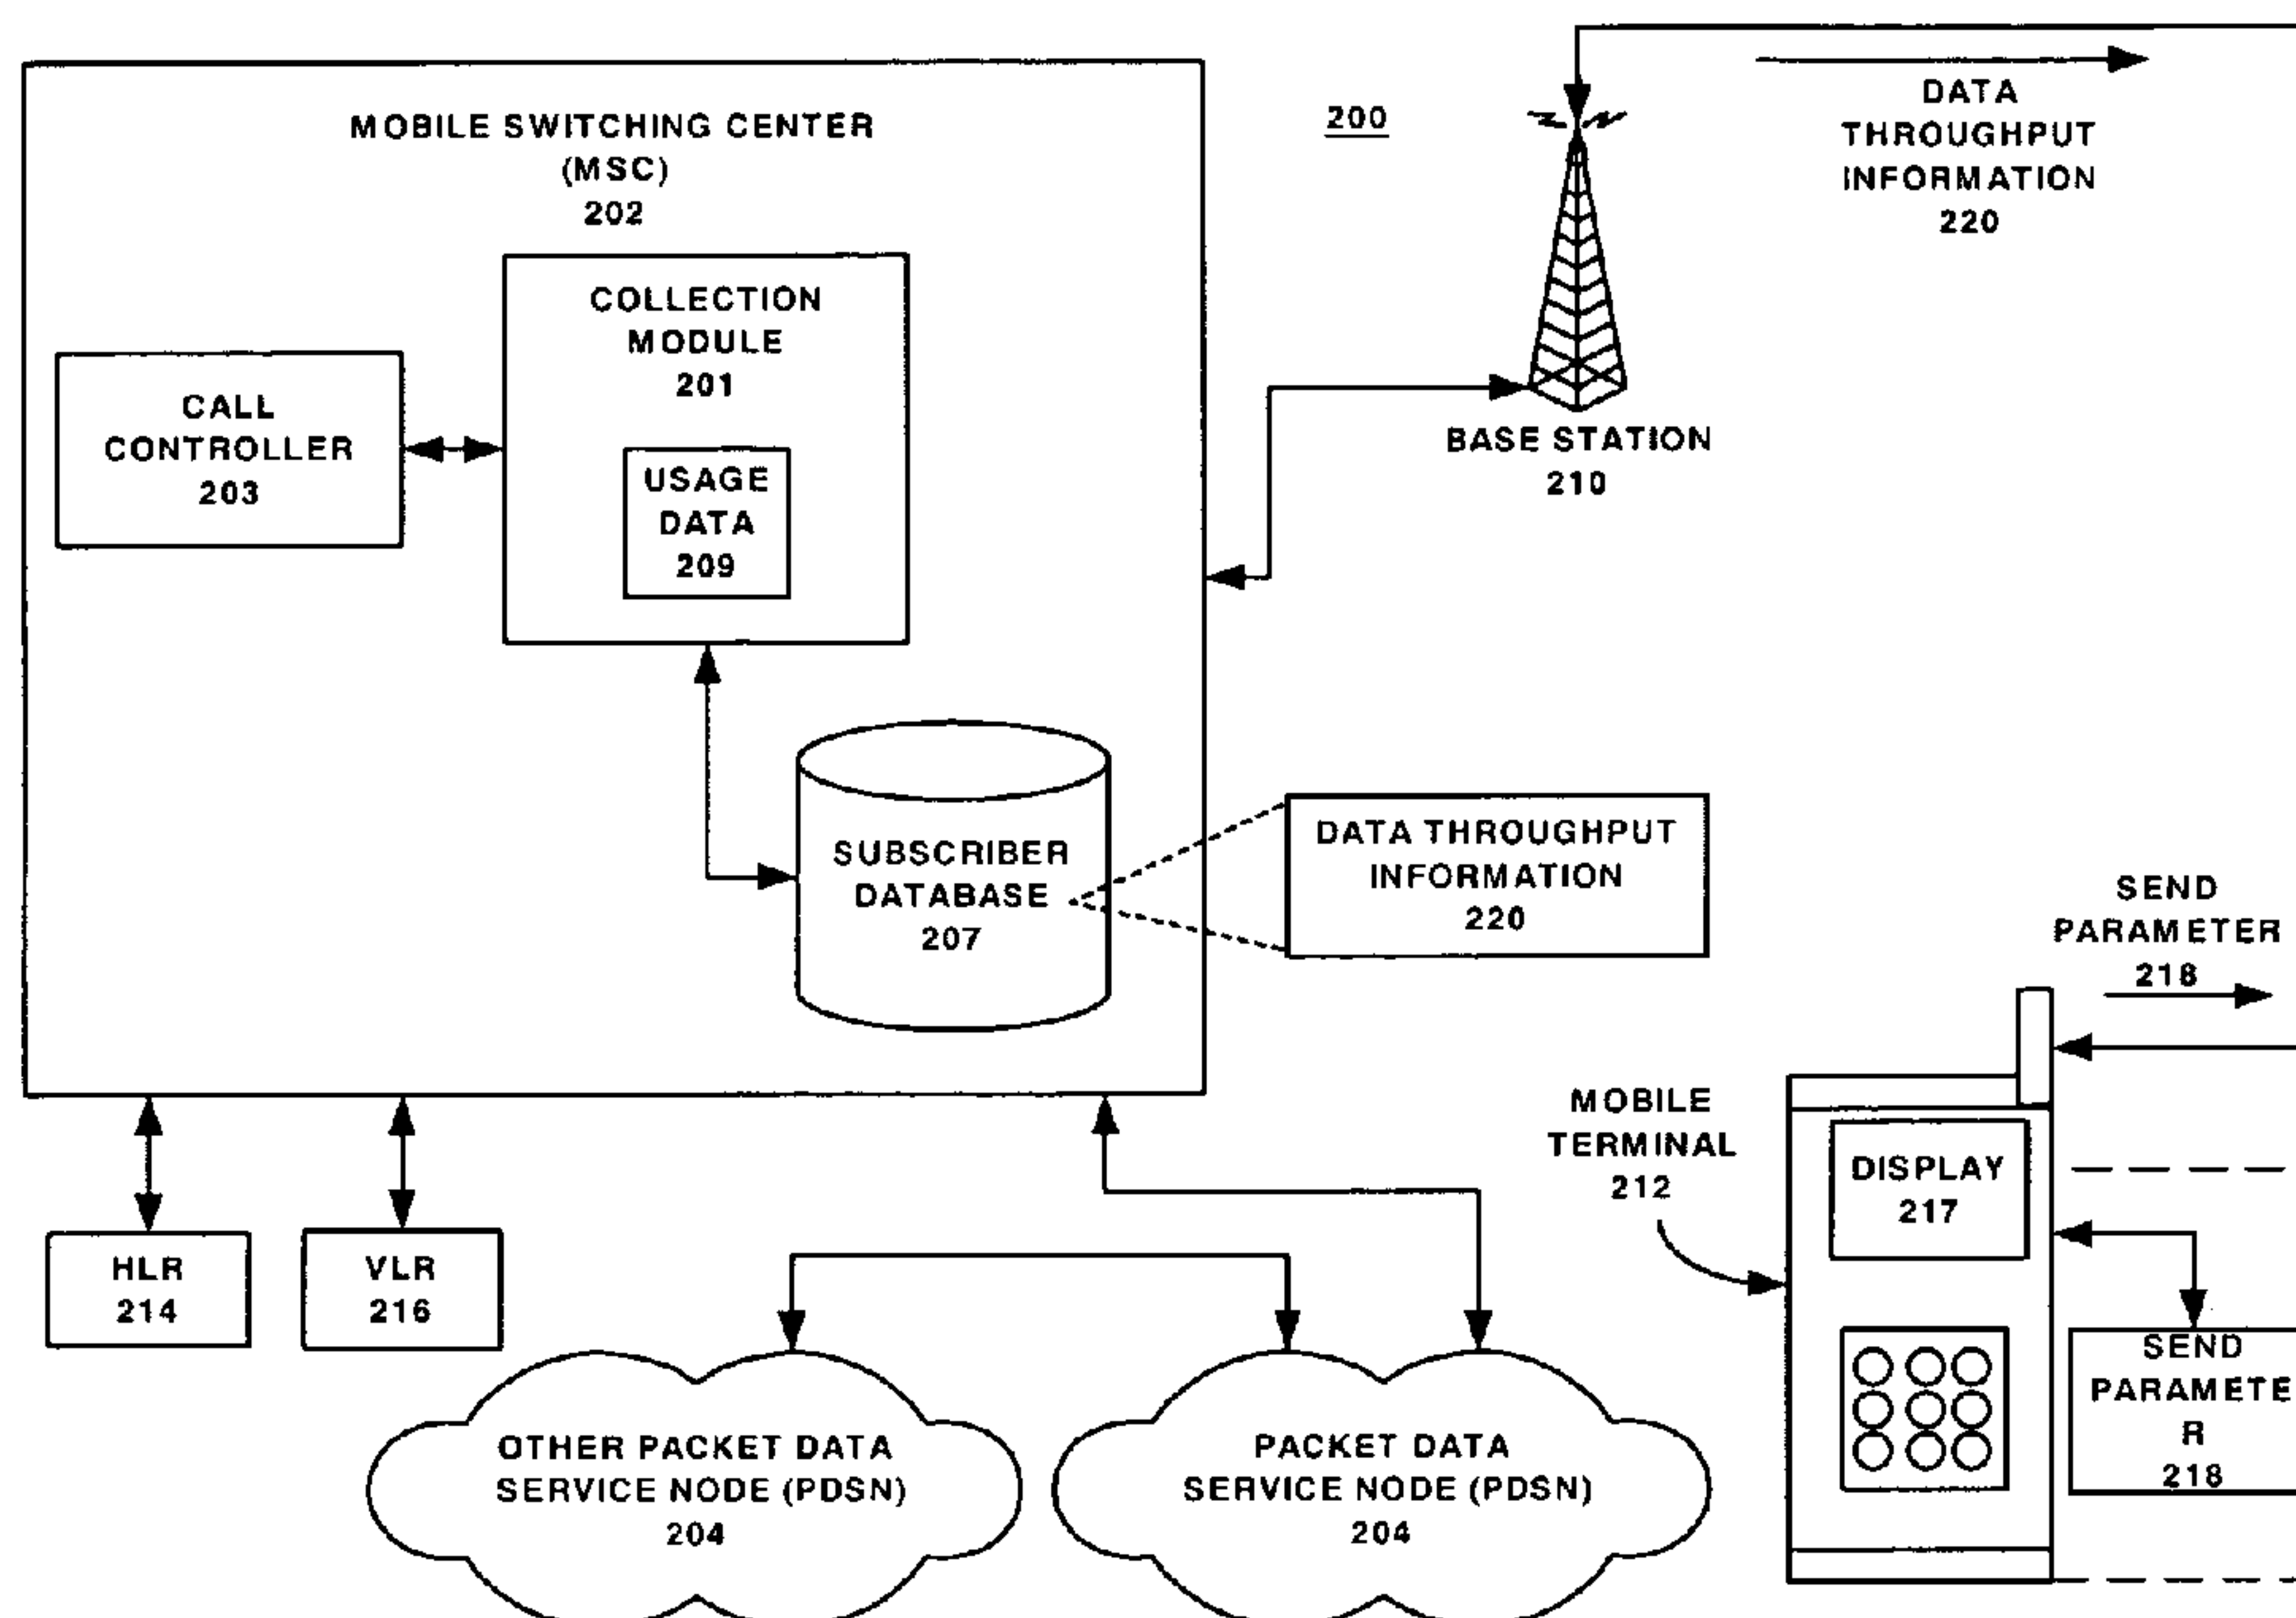 MOBILE SWITCHING CENTER
(MSC)
202
200
DATA
THROUGHPUT
INFORMATION
220
COLLECTION
MODULE
201
CALL
CONTROLLER
203
USAGE
DATA
209
BASE STATION
210
SUBSCRIBER
DATABASE
207
DATA THROUGHPUT
INFORMATION
220
SEND
PARAMETER
218
MOBILE
TERMINAL
212
DISPLAY
217
HLR
214
VLR
216
SEND
PARAMETE
R
218
OTHER PACKET DATA
SERVICE NODE (PDSN)
204
PACKET DATA
SERVICE NODE (PDSN)
204